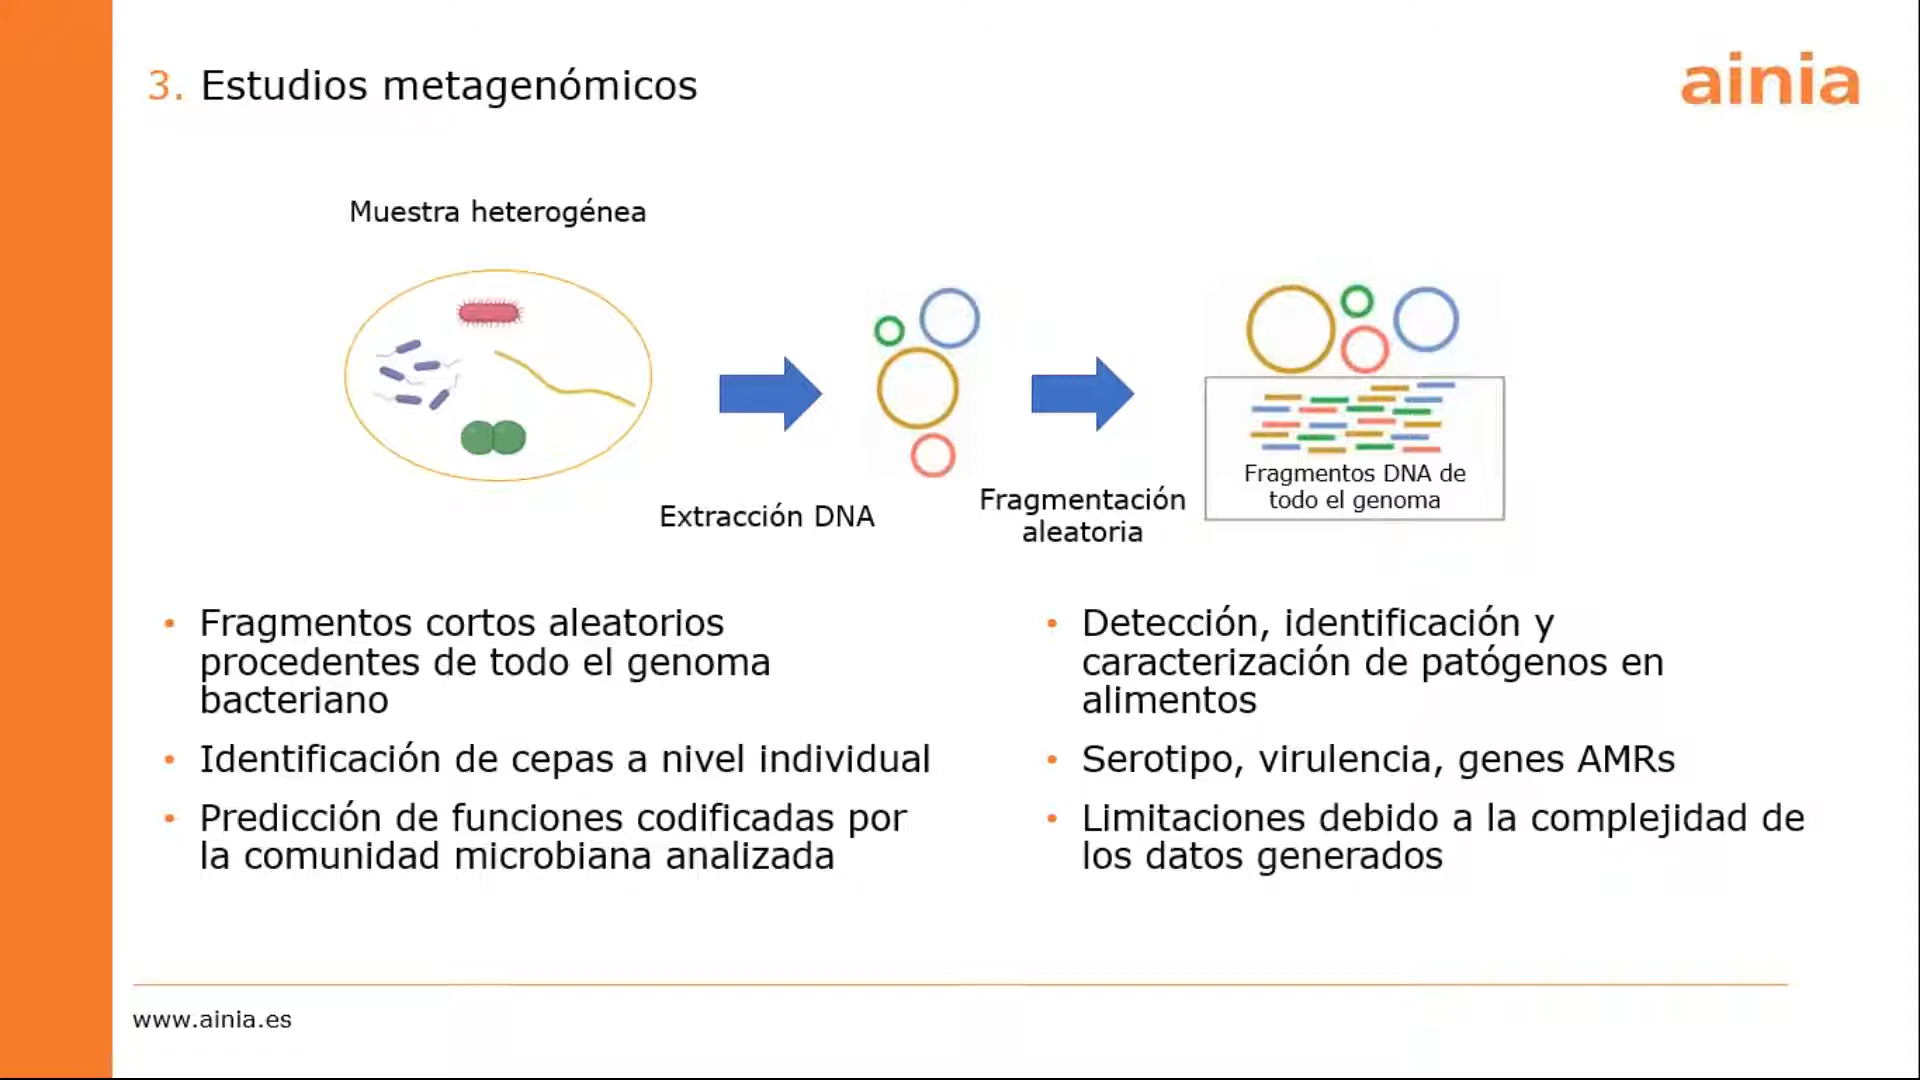 3. Estudios metagenómicos
ainia
Muestra heterogénea
Extracción DNA
Fragmentación
aleatoria
Fragmentos DNA de
todo el genoma
• Fragmentos cortos aleatorios
procedentes de todo el genoma
bacteriano
• Identificación de cepas a nivel individual
• Predicción de funciones codificadas por
la comunidad microbiana analizada
• Detección, identificación y
caracterización de patógenos en
alimentos
• Serotipo, virulencia, genes AMRs
• Limitaciones debido a la complejidad de
los datos generados
www.ainia.es